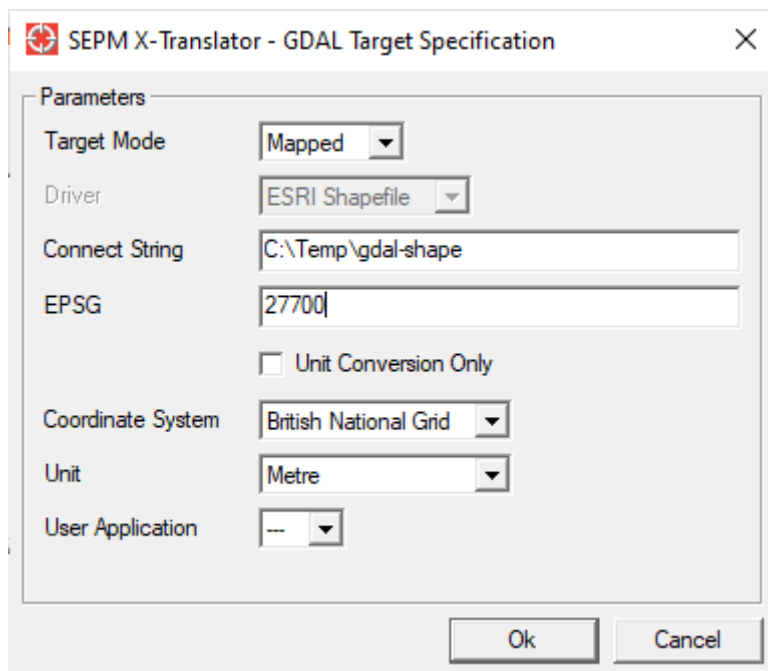 SEPM X-Translator - GDAL Target Specification
Parameters
Target Mode Mapped
Driver ESRI Shapefile
Connect String C:\Temp\gdal-shape
EPSG 27700
Unit Conversion Only
Coordinate System British National Grid
Unit Metre
User Application ---
Ok Cancel